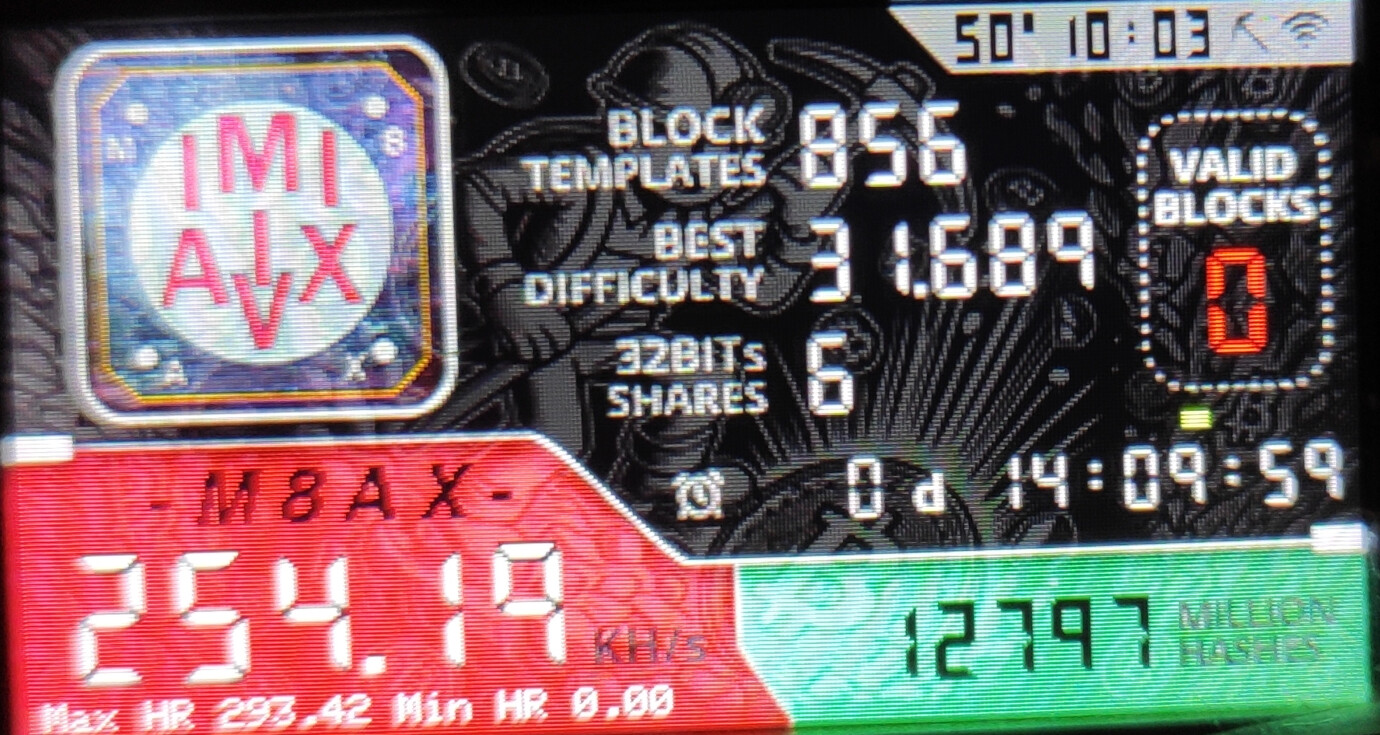 50° 10:03
M 8
I M I
A I X
V
A X
BLOCK
TEMPLATES 856
BEST
DIFFICULTY 31.689
32BITs
SHARES 6
VALID
BLOCKS
0
0 d 14:09:59
-M8AX-
254.19 KH/s
Max HR 293.42 Min HR 0.00
12797 MILLION
HASHES